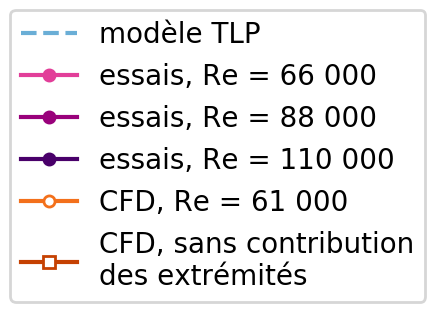 modèle TLP
essais, Re = 66 000
essais, Re = 88 000
essais, Re = 110 000
CFD, Re = 61 000
CFD, sans contribution
des extrémités